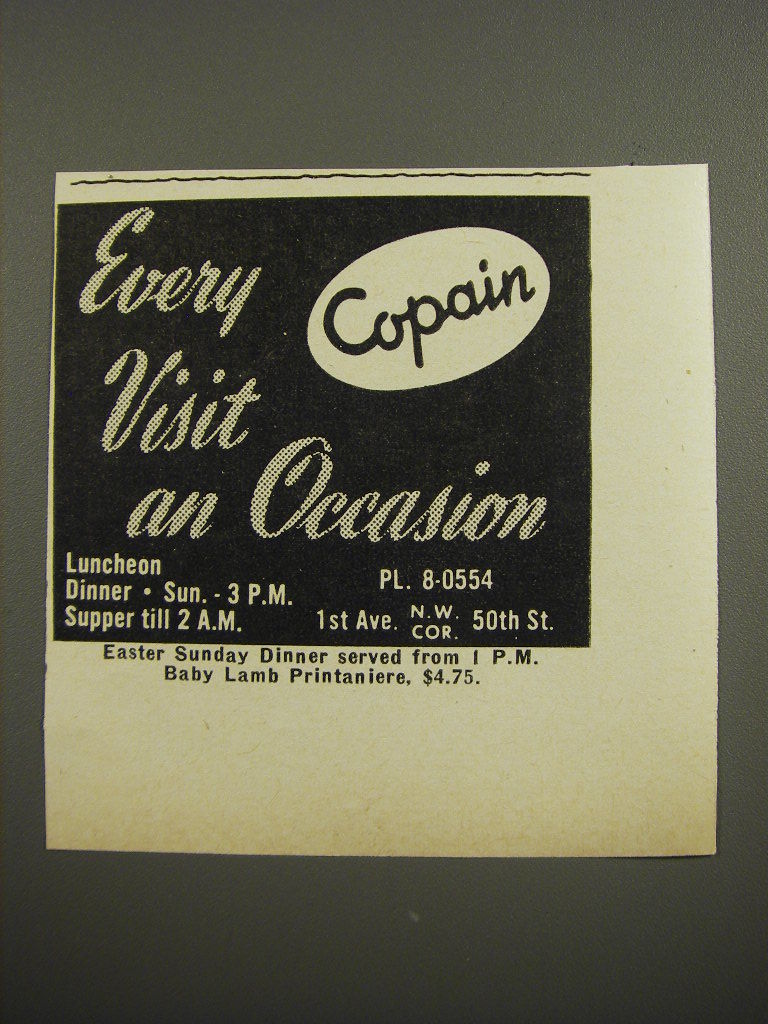 Every
Copain
Visit
an Occasion
Luncheon
Dinner • Sun. - 3 P.M.
Supper till 2 A.M.
PL. 8-0554
1st Ave. N.W. COR. 50th St.
Easter Sunday Dinner served from 1 P.M.
Baby Lamb Printaniere, $4.75.